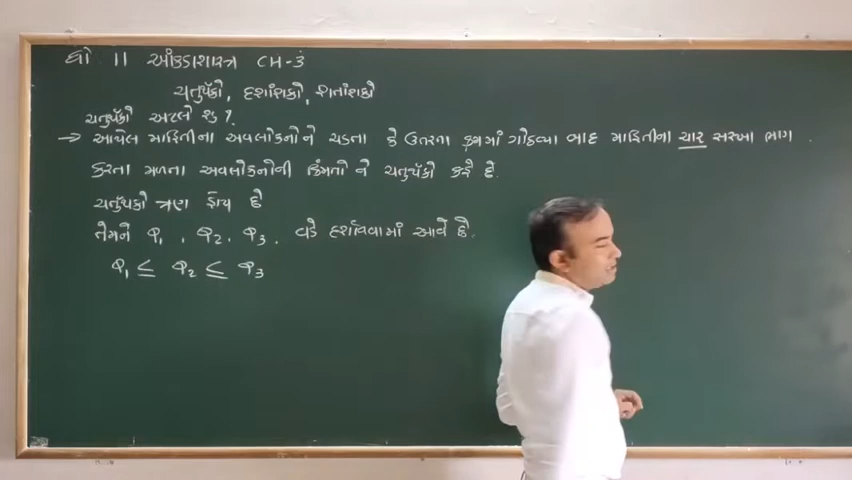 ધો 11 આંકડાશાસ્ત્ર CH-3
ચતુર્થકો, દશાંશકો, શતાંશકો
ચતુર્થકો એટલે શું?
→ આપેલ માહિતીના અવલોકનોને ચડતા કે ઉતરતા ક્રમમાં ગોઠવ્યા બાદ માહિતીના ચાર સરખા ભાગ
કરતા મળતા અવલોકનોની કિંમતો ને ચતુર્થકો કહે છે.
ચતુર્થકો ત્રણ હોય છે
તેમને Q₁, Q₂, Q₃, વડે દર્શાવવામાં આવે છે.
Q₁ ≤ Q₂ ≤ Q₃